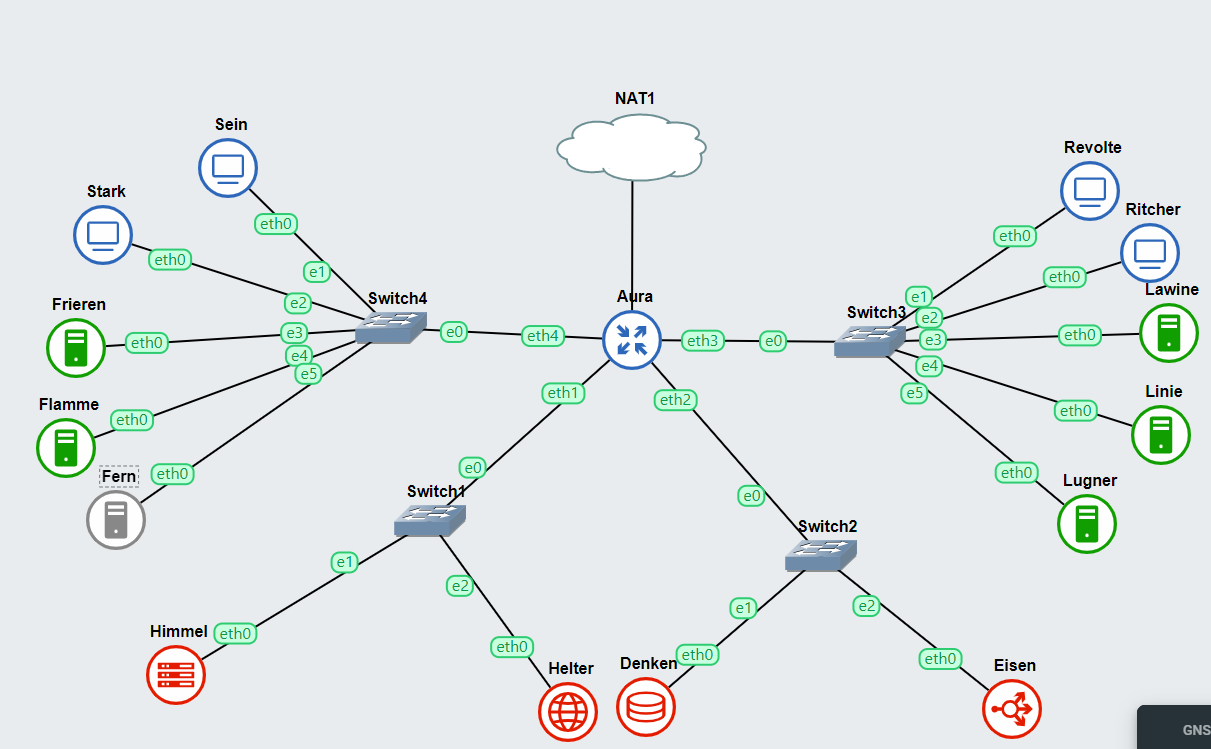 NAT1
Sein
Revolte
Stark
Ritcher
eth0
eth0
eth0
e1
eth0
Lawine
Frieren
Switch4
Aura
e1
e2
Switch3
e2
eth0
e3
e0
eth4
eth3
e0
e3
eth0
e4
e4
e5
Linie
Flamme
eth1
eth2
e5
eth0
eth0
Fern
eth0
e0
eth0
Lugner
Switch1
e0
Switch2
e1
e2
e1
e2
Himmel
eth0
eth0
Helter
Denken
eth0
eth0
Eisen
GNS